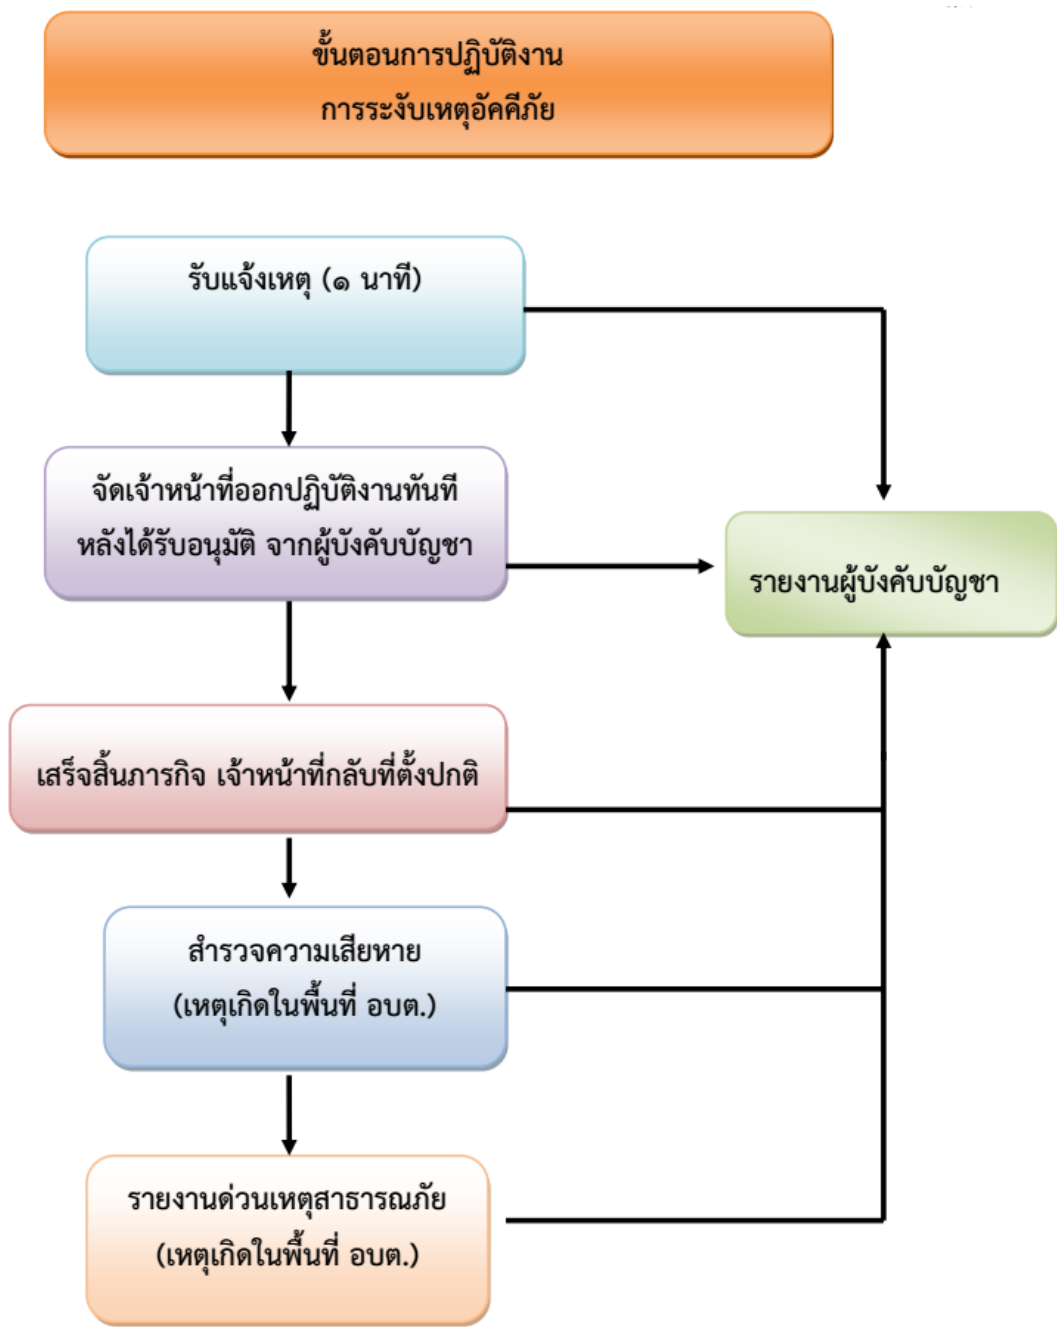 ขั้นตอนการปฏิบัติงาน
การระงับเหตุอัคคีภัย
รับแจ้งเหตุ (๑ นาที)
จัดเจ้าหน้าที่ออกปฏิบัติงานทันที
หลังได้รับอนุมัติ จากผู้บังคับบัญชา
รายงานผู้บังคับบัญชา
เสร็จสิ้นภารกิจ เจ้าหน้าที่กลับที่ตั้งปกติ
สำรวจความเสียหาย
(เหตุเกิดในพื้นที่ อบต.)
รายงานด่วนเหตุสาธารณภัย
(เหตุเกิดในพื้นที่ อบต.)